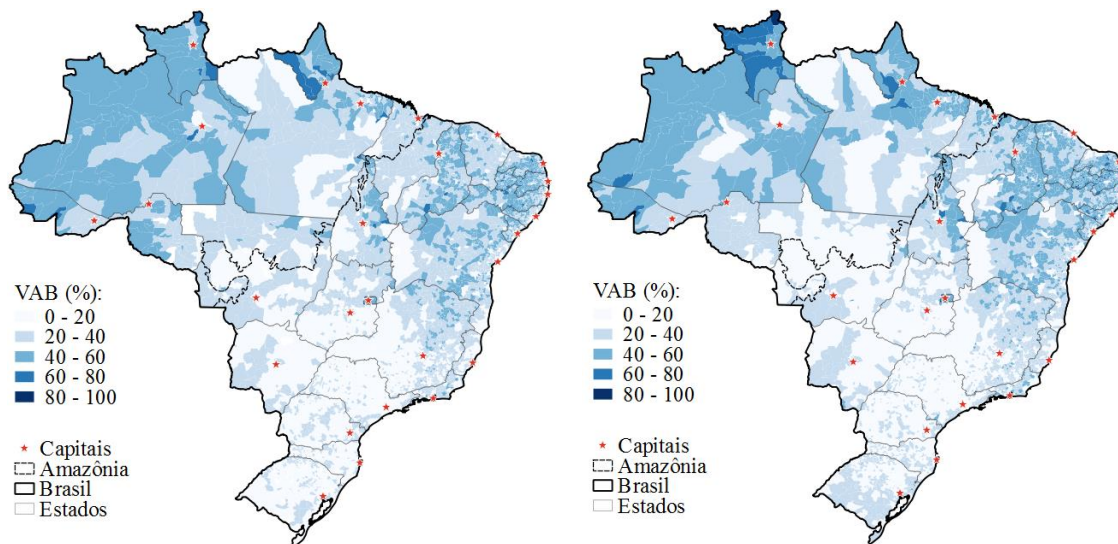 VAB (%):
0 - 20
20 - 40
40 - 60
60 - 80
80 - 100
Capitais
Amazônia
Brasil
Estados
VAB (%):
0 - 20
20 - 40
40 - 60
60 - 80
80 - 100
Capitais
Amazônia
Brasil
Estados